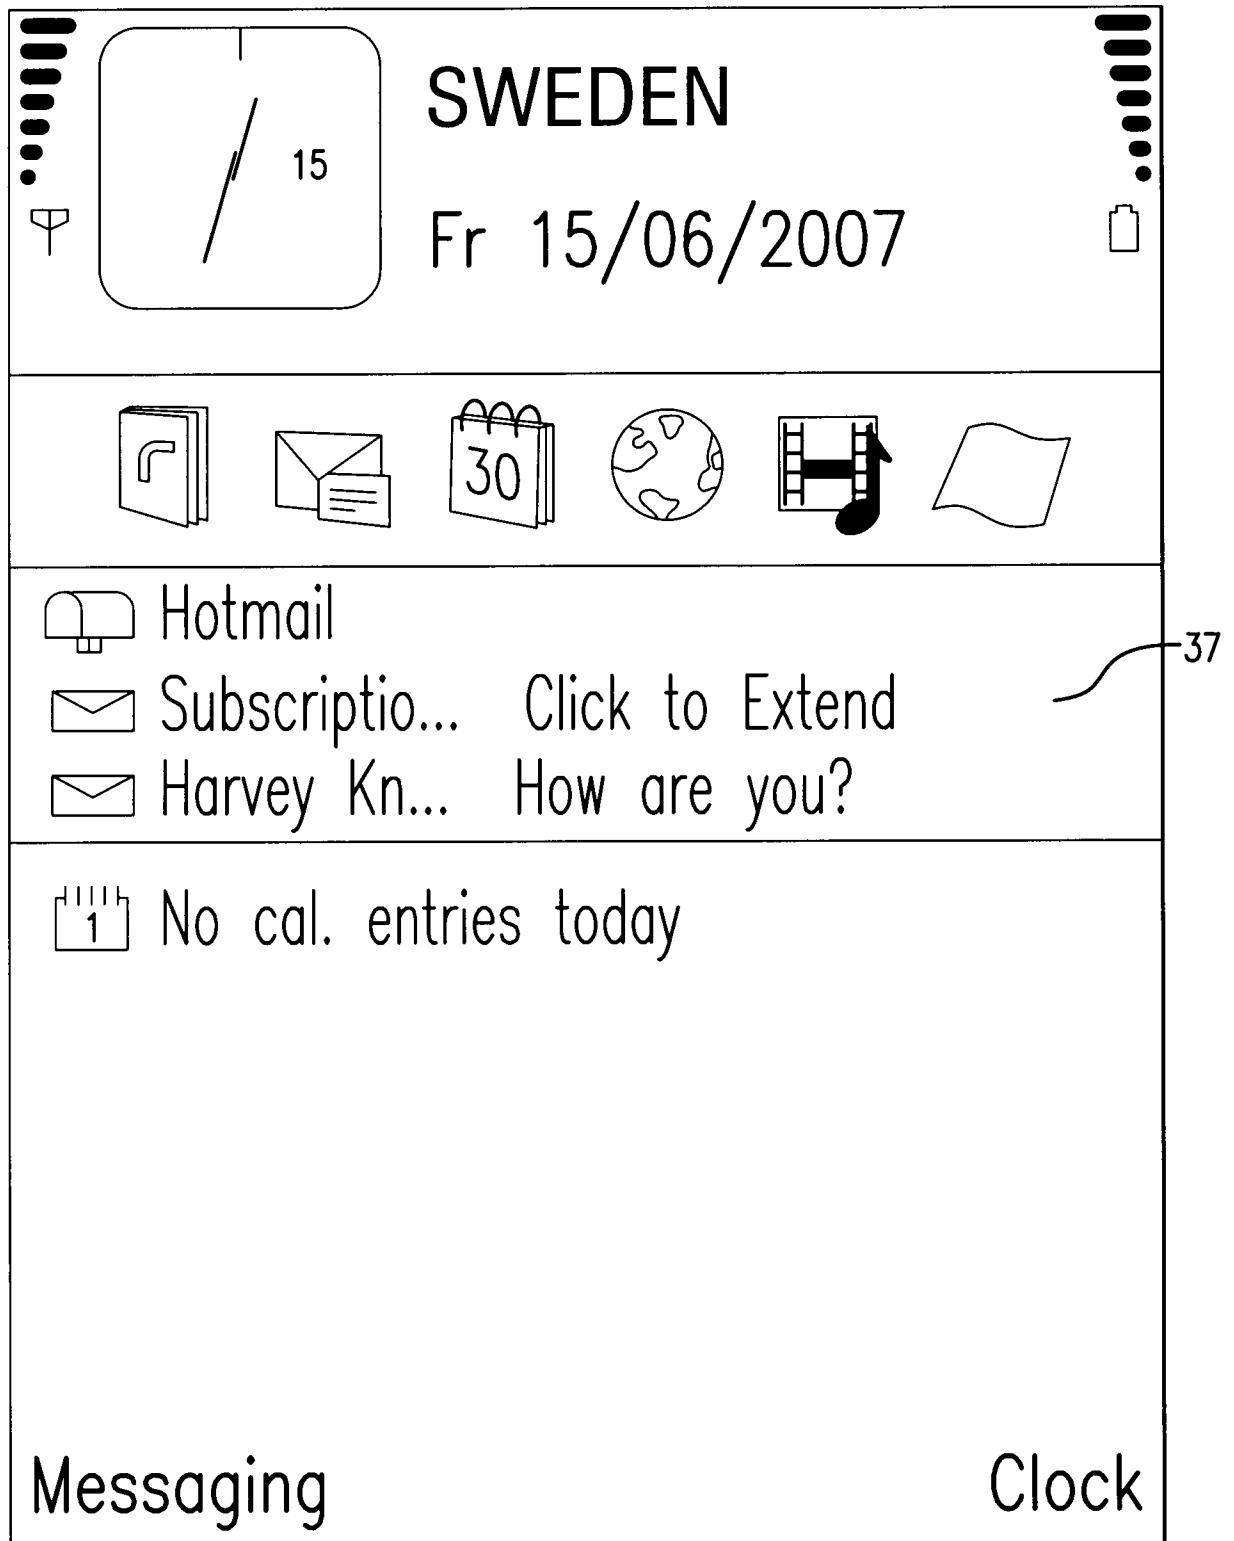 SWEDEN
15
Fr 15/06/2007
30
Hotmail
37
Subscriptio... Click to Extend
Harvey Kn... How are you?
1 No cal. entries today
Messaging Clock